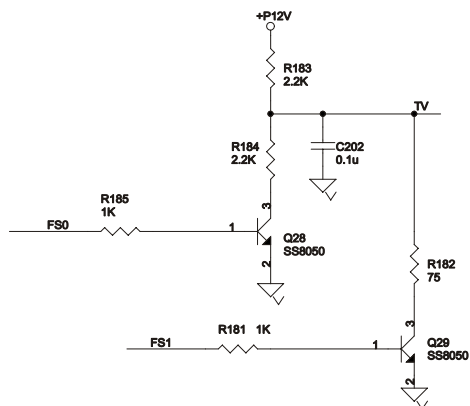 +P12V
R183
2.2K
TV
R184
2.2K
C202
0.1u
R185
1K
3
FS0
1
Q28
SS8050
2
R182
75
3
R181 1K
Q29
SS8050
FS1
1
2